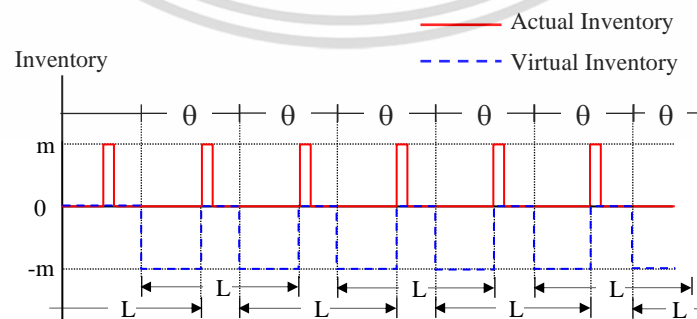 Actual Inventory
Inventory
Virtual Inventory
θ θ θ θ θ θ
m
0
-m
L L L
L L L L